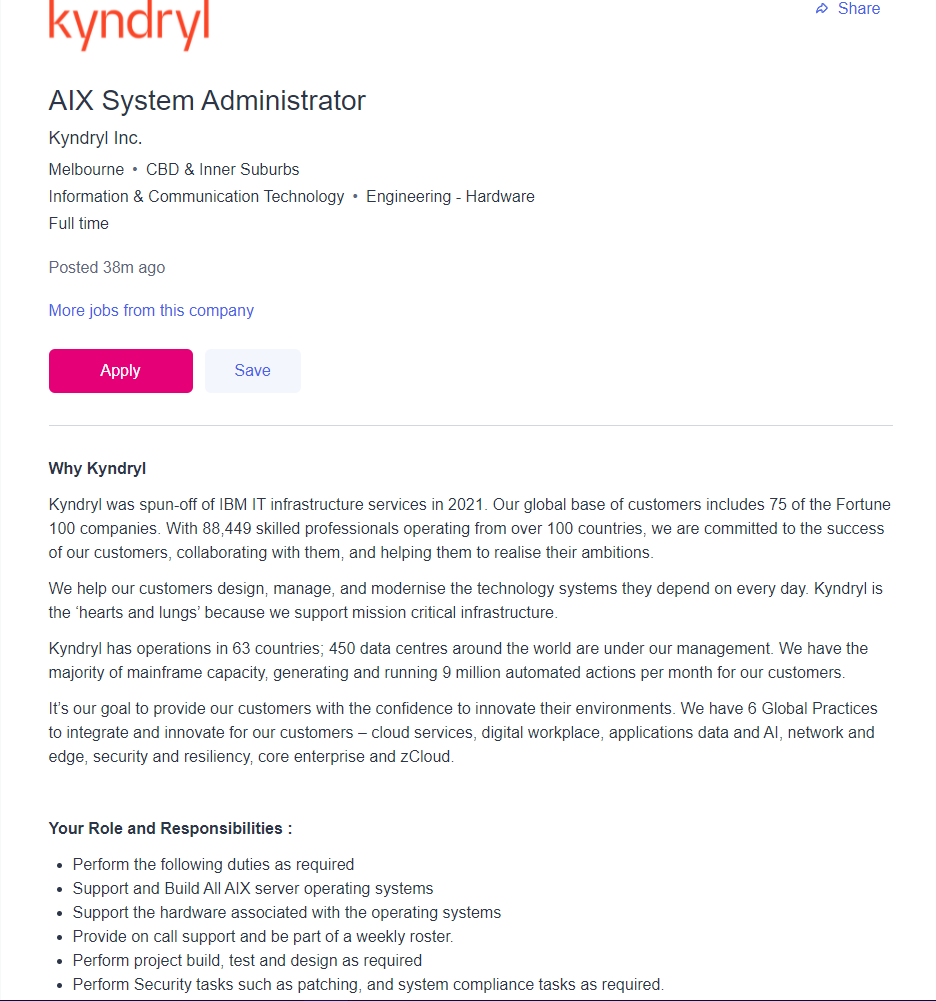 kyndryl
Share
AIX System Administrator
Kyndryl Inc.
Melbourne • CBD & Inner Suburbs
Information & Communication Technology • Engineering - Hardware
Full time
Posted 38m ago
More jobs from this company
Apply
Save
Why Kyndryl
Kyndryl was spun-off of IBM IT infrastructure services in 2021. Our global base of customers includes 75 of the Fortune
100 companies. With 88,449 skilled professionals operating from over 100 countries, we are committed to the success
of our customers, collaborating with them, and helping them to realise their ambitions.
We help our customers design, manage, and modernise the technology systems they depend on every day. Kyndryl is
the ‘hearts and lungs’ because we support mission critical infrastructure.
Kyndryl has operations in 63 countries; 450 data centres around the world are under our management. We have the
majority of mainframe capacity, generating and running 9 million automated actions per month for our customers.
It’s our goal to provide our customers with the confidence to innovate their environments. We have 6 Global Practices
to integrate and innovate for our customers – cloud services, digital workplace, applications data and AI, network and
edge, security and resiliency, core enterprise and zCloud.
Your Role and Responsibilities :
• Perform the following duties as required
• Support and Build All AIX server operating systems
• Support the hardware associated with the operating systems
• Provide on call support and be part of a weekly roster.
• Perform project build, test and design as required
• Perform Security tasks such as patching, and system compliance tasks as required.